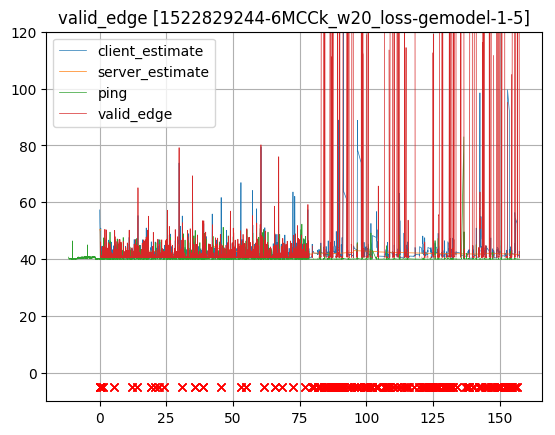 valid_edge [1522829244-6MCCk_w20_loss-gemodel-1-5]
client_estimate
server_estimate
ping
valid_edge
120
100
80
60
40
20
0
0
25
50
75
100
125
150